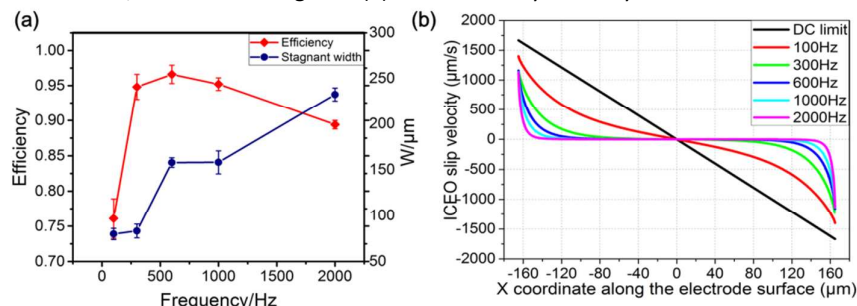 (a)
1.00
0.95
0.90
0.85
0.80
0.75
0.70
Efficiency
Efficiency
Stagnant width
300
250
200
150
100
50
W/μm
0
500
1000
1500
2000
Frequency/Hz
(b)
2000
1500
1000
500
0
-500
-1000
-1500
-2000
ICEO slip velocity (μm/s)
DC limit
100Hz
300Hz
600Hz
1000Hz
2000Hz
-160
-120
-80
-40
0
40
80
120
160
X coordinate along the electrode surface (μm)